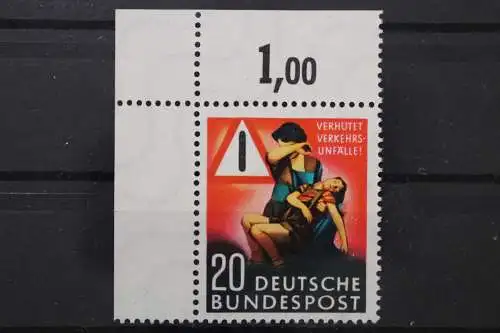 1,00
VERHÜTET
VERKEHRS-
UNFÄLLE!
20 DEUTSCHE
BUNDESPOST